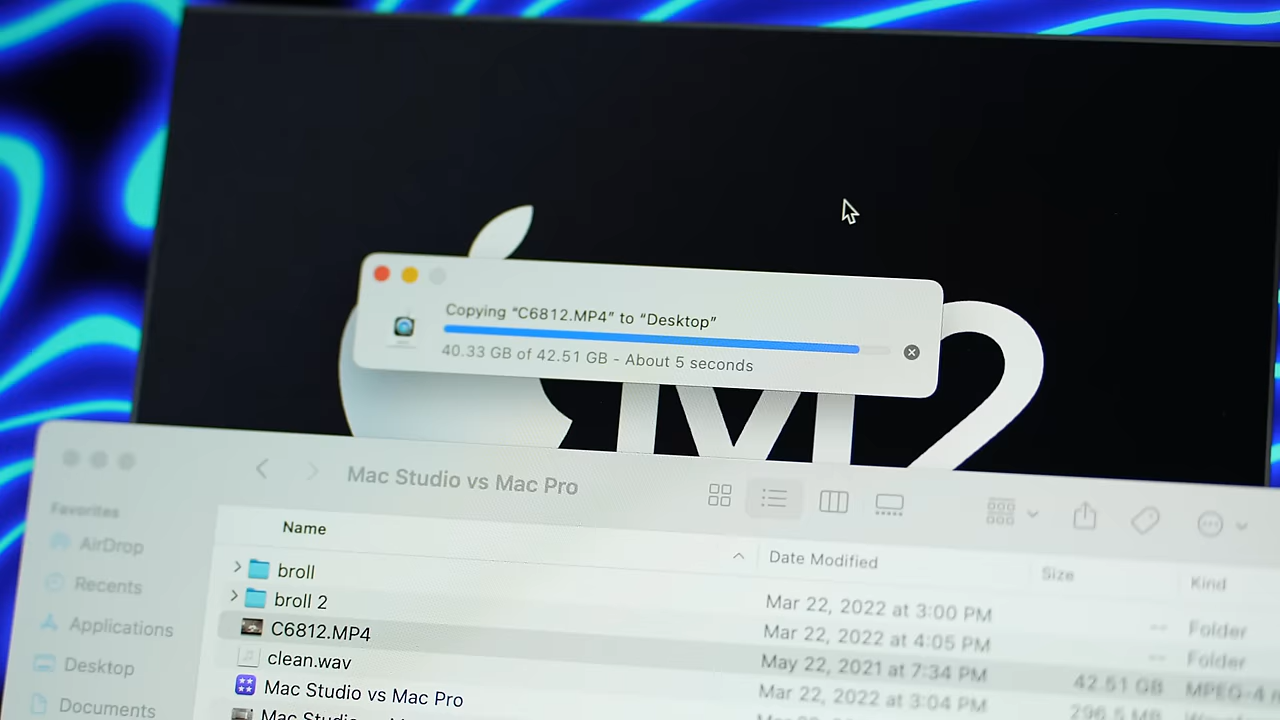 Copying “C6812.MP4” to “Desktop”
40.33 GB of 42.51 GB - About 5 seconds
M2
Mac Studio vs Mac Pro
Favorites
AirDrop
Recents
Applications
Desktop
Documents
Name Date Modified Size Kind
broll Mar 22, 2022 at 3:00 PM -- Folder
broll 2 Mar 22, 2022 at 4:05 PM -- Folder
C6812.MP4 May 22, 2021 at 7:34 PM 42.51 GB MPEG-4
clean.wav Mar 22, 2022 at 3:04 PM 296.5 MB
Mac Studio vs Mac Pro
Mac Studio